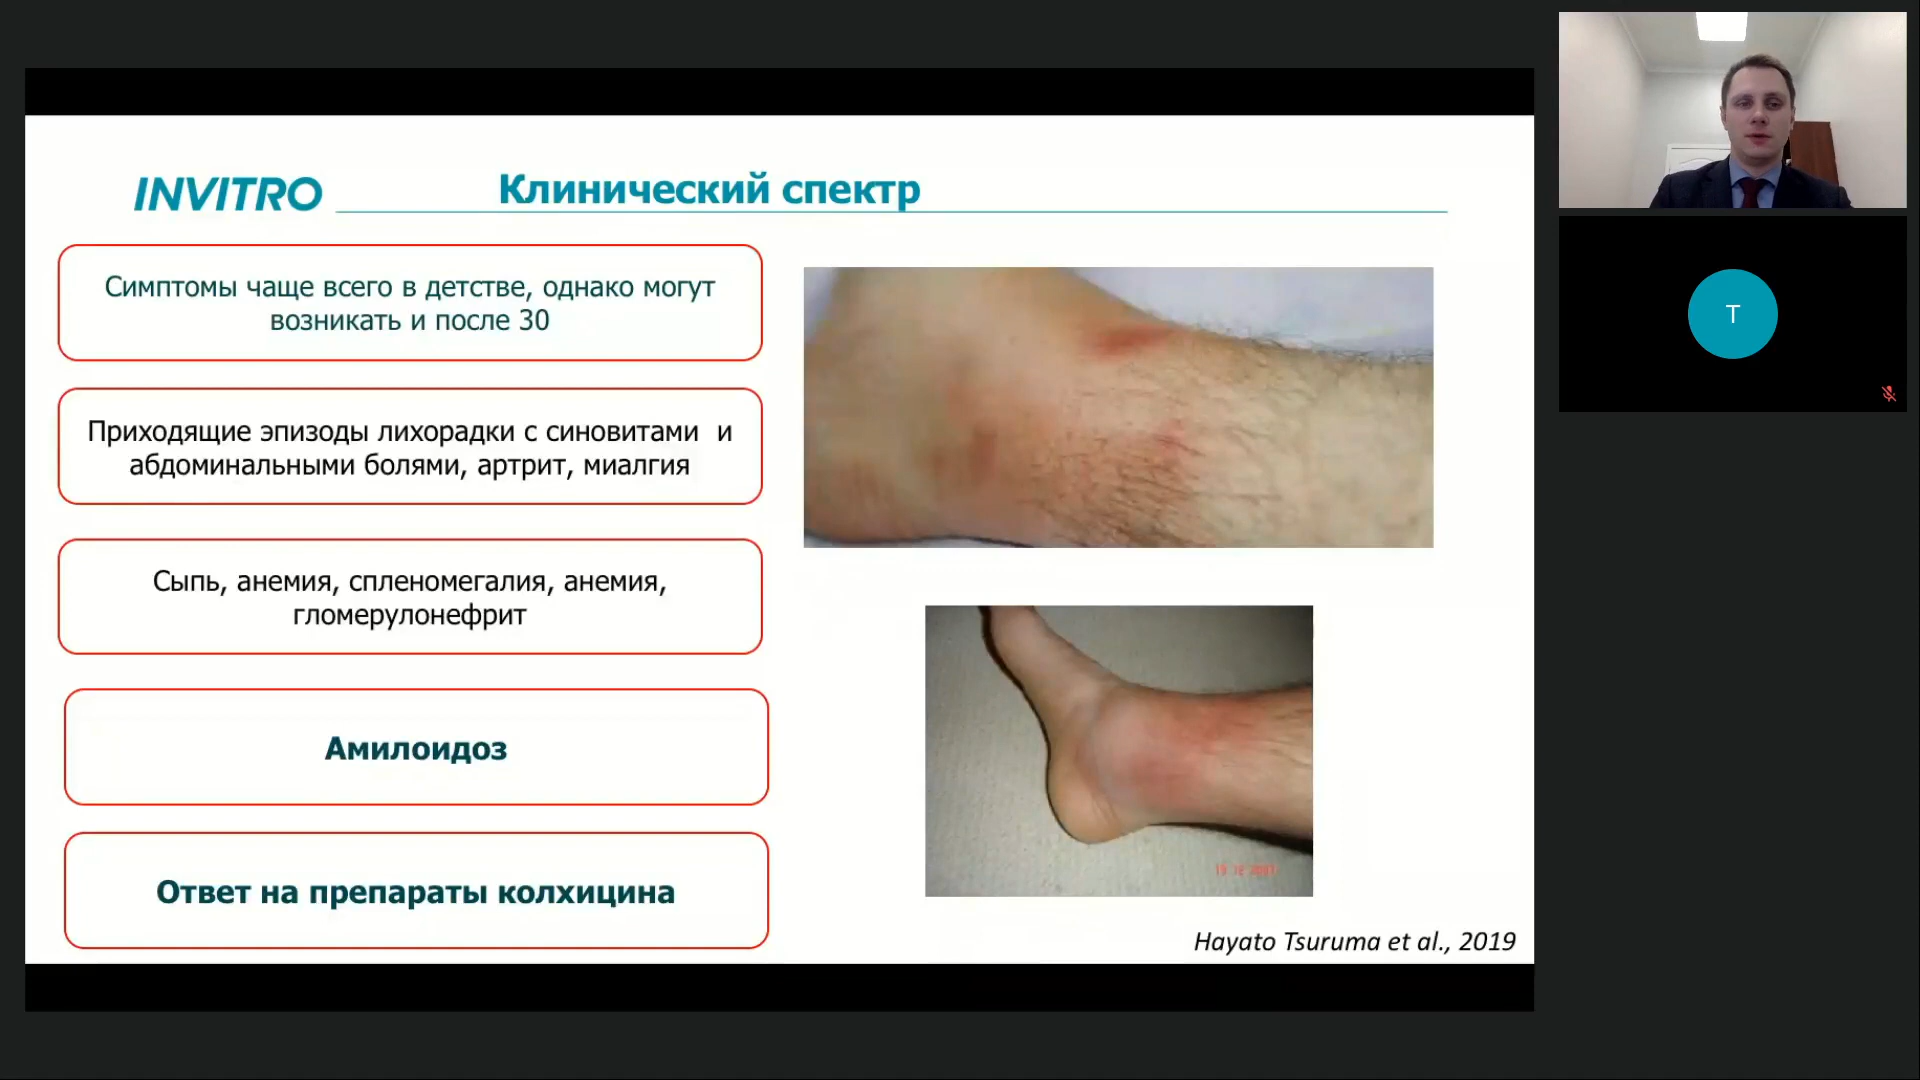 INVITRO
Клинический спектр
Симптомы чаще всего в детстве, однако могут
возникать и после 30
Приходящие эпизоды лихорадки с синовитами и
абдоминальными болями, артрит, миалгия
Сыпь, анемия, спленомегалия, анемия,
гломерулонефрит
Амилоидоз
Ответ на препараты колхицина
Hayato Tsuruma et al., 2019
T